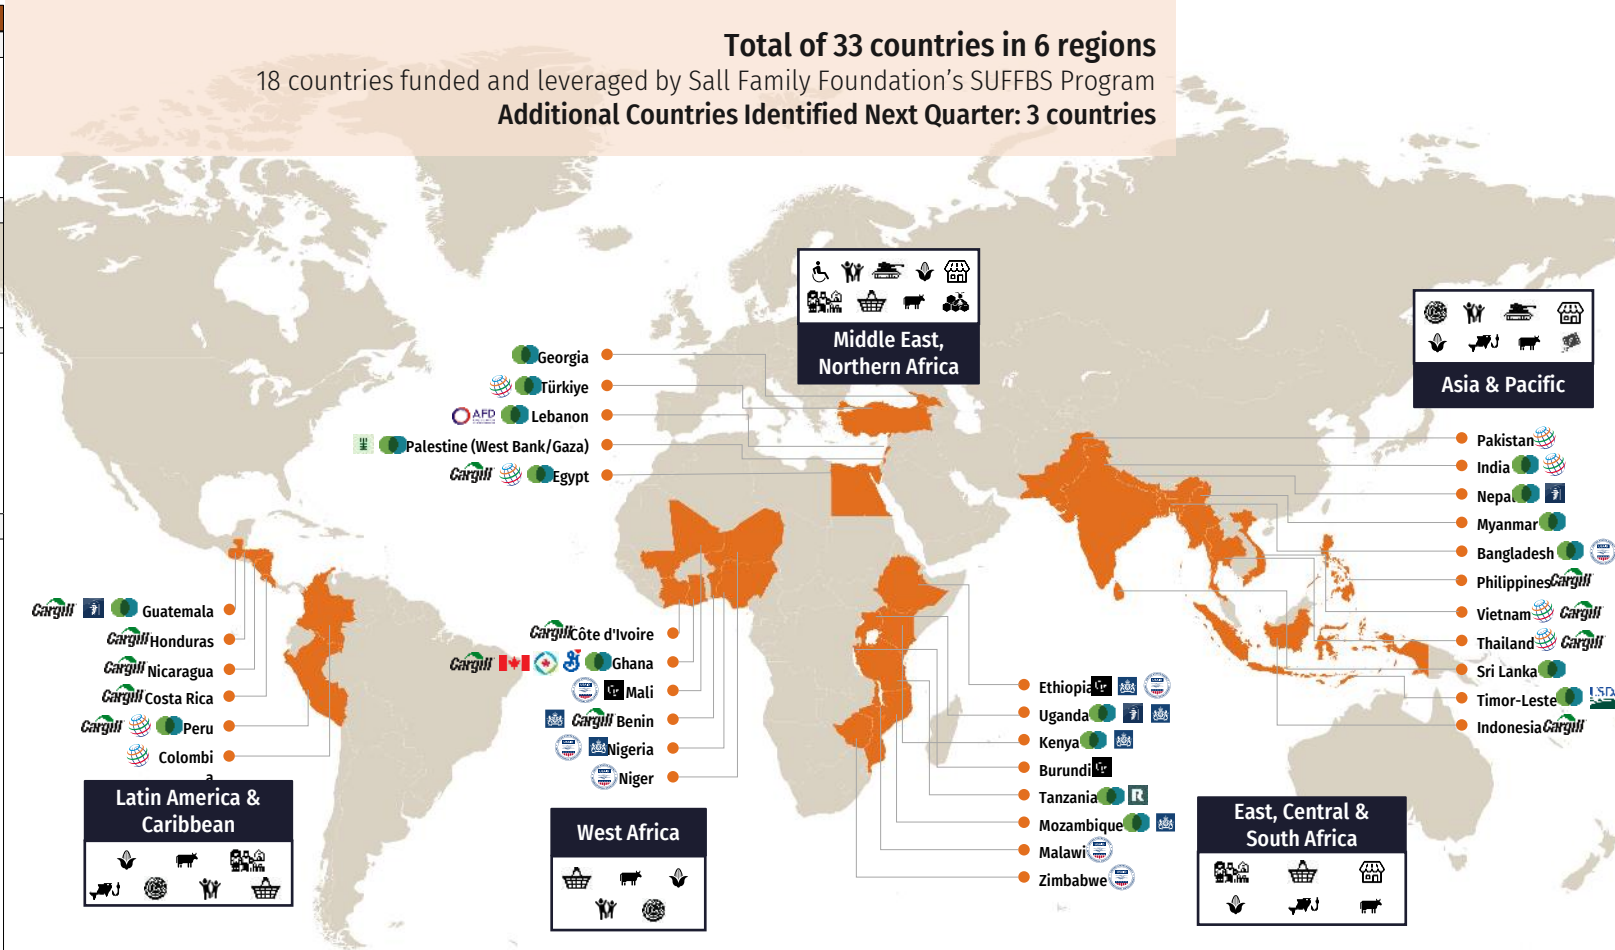 Total of 33 countries in 6 regions
18 countries funded and leveraged by Sall Family Foundation's SUFFBS Program
Additional Countries Identified Next Quarter: 3 countries
Middle East,
Northern Africa
Asia & Pacific
Georgia
Türkiye
AFD Lebanon
Palestine (West Bank/Gaza)
Cargill Egypt
Pakistan
India
Nepal
Myanmar
Bangladesh
Philippines Cargill
Vietnam Cargill
Thailand Cargill
Sri Lanka
Timor-Leste USDA
Indonesia Cargill
Cargill Guatemala
Cargill Honduras
Cargill Nicaragua
Cargill Costa Rica
Cargill Peru
Colombi
a
Latin America &
Caribbean
Cargill Côte d'Ivoire
Cargill Ghana
Mali
Cargill Benin
Nigeria
Niger
West Africa
Ethiopia
Uganda
Kenya
Burundi
Tanzania R
Mozambique
Malawi
Zimbabwe
East, Central &
South Africa